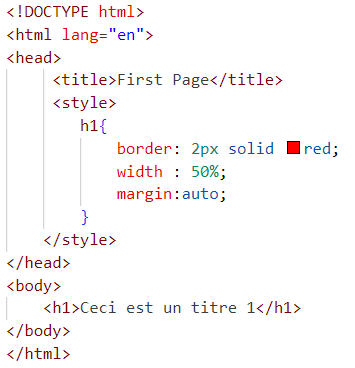 <!DOCTYPE html>
<html lang="en">
<head>
<title>First Page</title>
<style>
h1{
border: 2px solid red;
width : 50%;
margin:auto;
}
</style>
</head>
<body>
<h1>Ceci est un titre 1</h1>
</body>
</html>